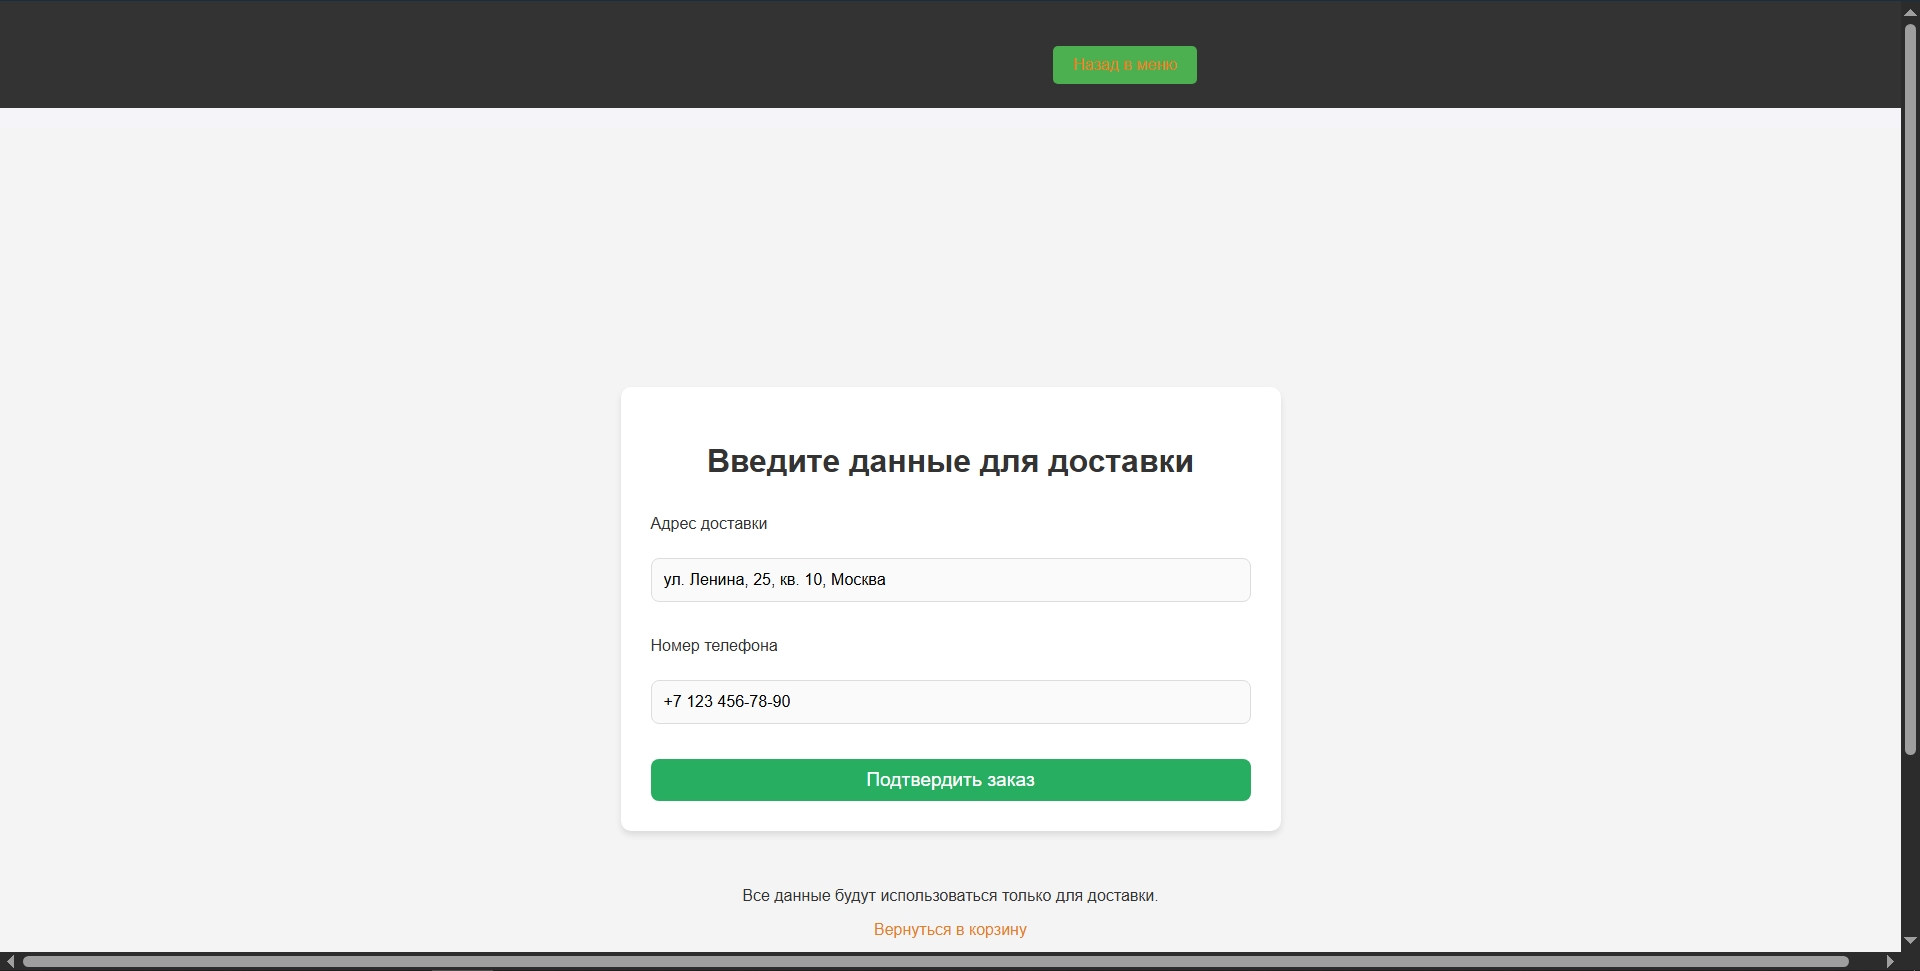 Назад в меню
Введите данные для доставки
Адрес доставки
ул. Ленина, 25, кв. 10, Москва
Номер телефона
+7 123 456-78-90
Подтвердить заказ
Все данные будут использоваться только для доставки.
Вернуться в корзину